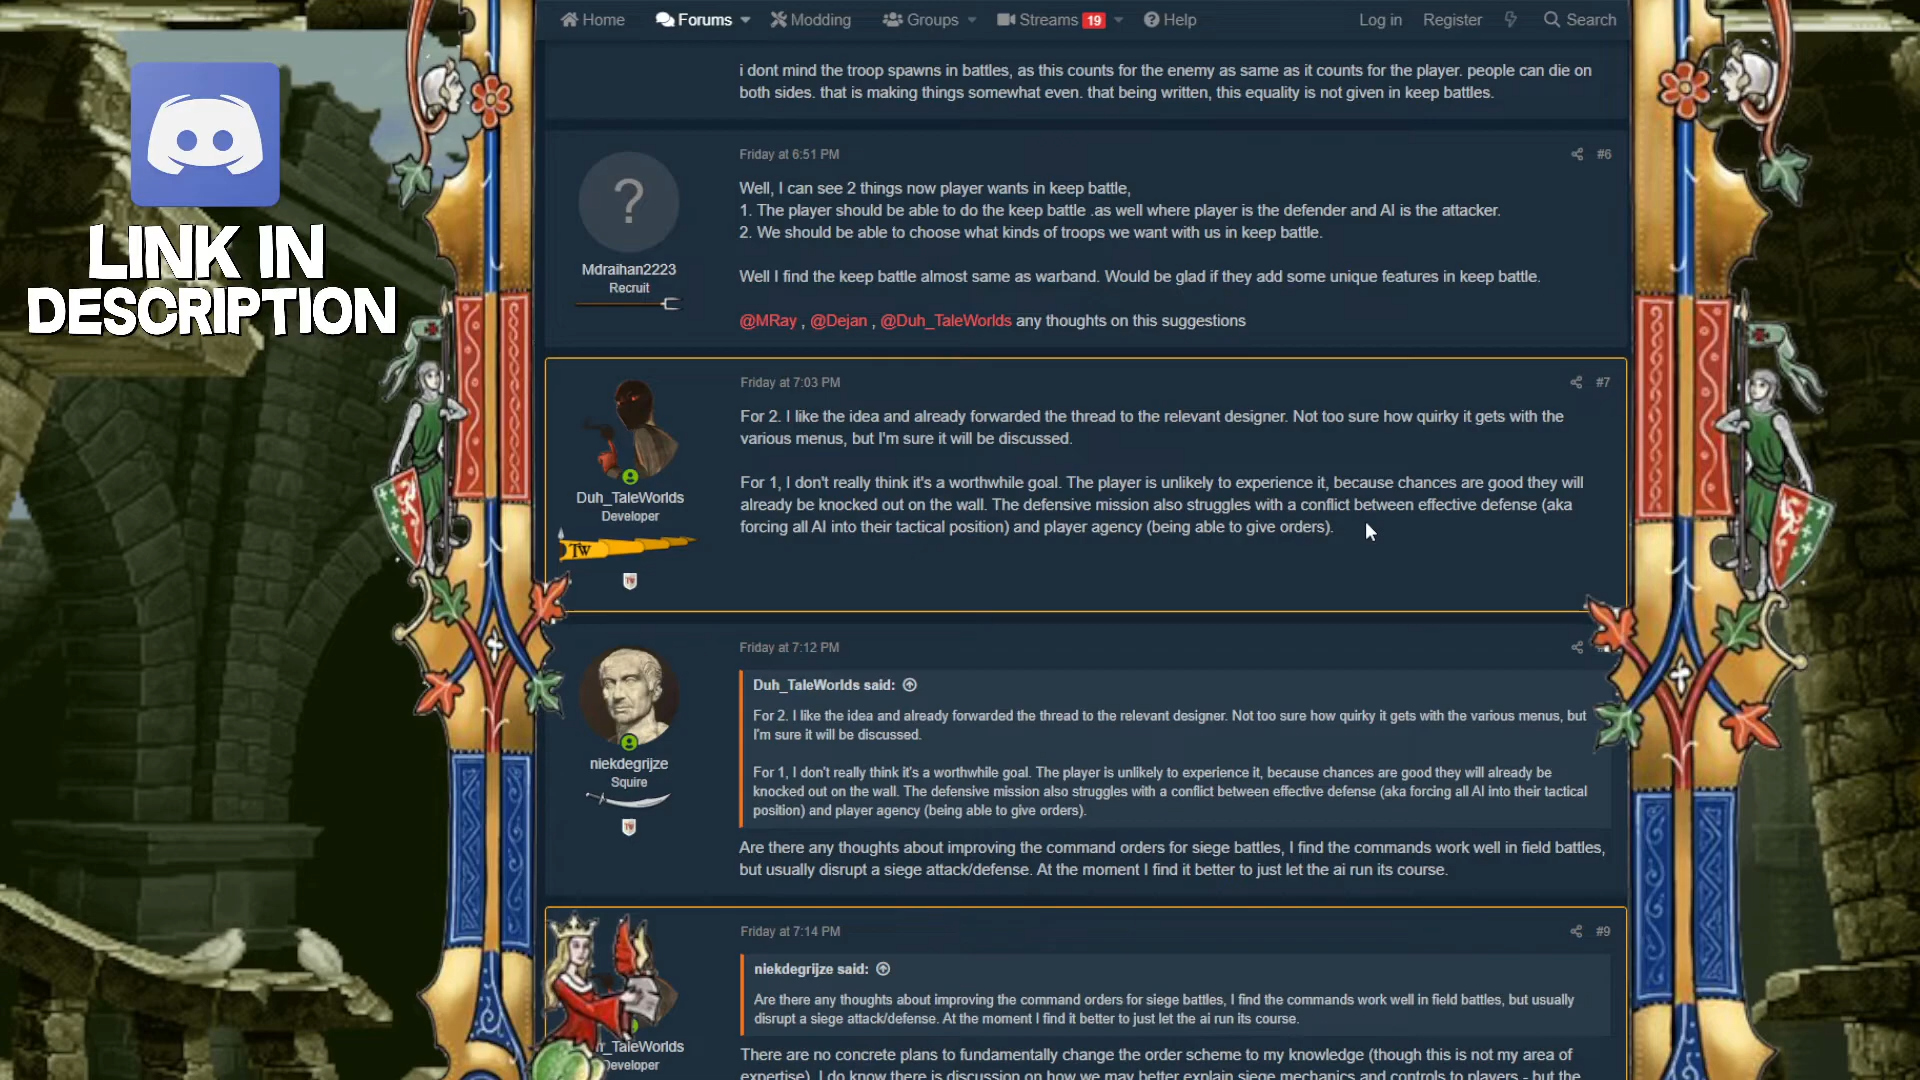 Home
Forums
Modding
Groups
Streams 19
Help
Log in
Register
Search
LINK IN
DESCRIPTION
i dont mind the troop spawns in battles, as this counts for the enemy as same as it counts for the player. people can die on
both sides. that is making things somewhat even. that being written, this equality is not given in keep battles.
Friday at 6:51 PM
#6
?
Mdraihan2223
Recruit
Well, I can see 2 things now player wants in keep battle,
1. The player should be able to do the keep battle .as well where player is the defender and AI is the attacker.
2. We should be able to choose what kinds of troops we want with us in keep battle.
Well I find the keep battle almost same as warband. Would be glad if they add some unique features in keep battle.
@MRay , @Dejan , @Duh_TaleWorlds any thoughts on this suggestions
Friday at 7:03 PM
#7
Duh_TaleWorlds
Developer
TW
For 2. I like the idea and already forwarded the thread to the relevant designer. Not too sure how quirky it gets with the
various menus, but I'm sure it will be discussed.
For 1, I don't really think it's a worthwhile goal. The player is unlikely to experience it, because chances are good they will
already be knocked out on the wall. The defensive mission also struggles with a conflict between effective defense (aka
forcing all AI into their tactical position) and player agency (being able to give orders).
Friday at 7:12 PM
niekdegrijze
Squire
Duh_TaleWorlds said:
For 2. I like the idea and already forwarded the thread to the relevant designer. Not too sure how quirky it gets with the various menus, but
I'm sure it will be discussed.
For 1, I don't really think it's a worthwhile goal. The player is unlikely to experience it, because chances are good they will already be
knocked out on the wall. The defensive mission also struggles with a conflict between effective defense (aka forcing all AI into their tactical
position) and player agency (being able to give orders).
Are there any thoughts about improving the command orders for siege battles, I find the commands work well in field battles,
but usually disrupt a siege attack/defense. At the moment I find it better to just let the ai run its course.
Friday at 7:14 PM
#9
_TaleWorlds
Developer
niekdegrijze said:
Are there any thoughts about improving the command orders for siege battles, I find the commands work well in field battles, but usually
disrupt a siege attack/defense. At the moment I find it better to just let the ai run its course.
There are no concrete plans to fundamentally change the order scheme to my knowledge (though this is not my area of
expertise). I do know there is discussion on how we may better explain siege mechanics and controls to players - but the